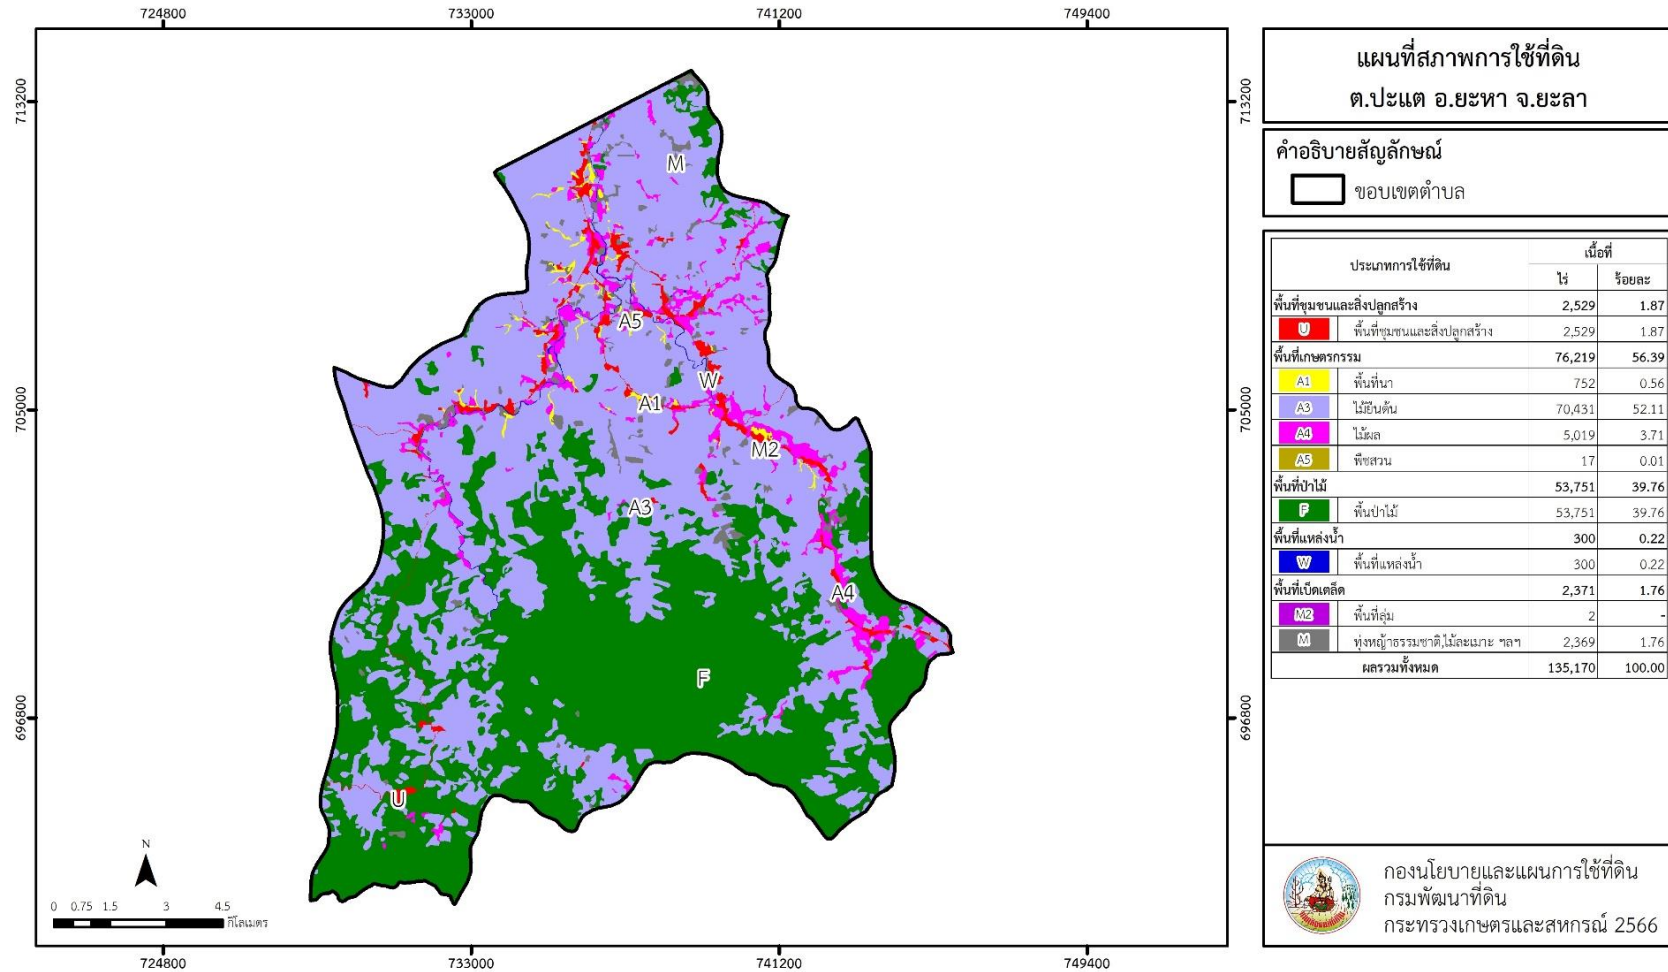 724800 733000 741200 749400
713200 713200
705000 705000
696800 696800
724800 733000 741200 749400
M
A5
W
A1
M2
A3
A4
F
U
N
0 0.75 1.5 3 4.5
กิโลเมตร
แผนที่สภาพการใช้ที่ดิน
ต.ปะแต อ.ยะหา จ.ยะลา
คำอธิบายสัญลักษณ์
ขอบเขตตำบล
ประเภทการใช้ที่ดิน เนื้อที่
ไร่ ร้อยละ
พื้นที่ชุมชนและสิ่งปลูกสร้าง 2,529 1.87
U พื้นที่ชุมชนและสิ่งปลูกสร้าง 2,529 1.87
พื้นที่เกษตรกรรม 76,219 56.39
A1 พื้นที่นา 752 0.56
A3 ไม้ยืนต้น 70,431 52.11
A4 ไม้ผล 5,019 3.71
A5 พืชสวน 17 0.01
พื้นที่ป่าไม้ 53,751 39.76
F พื้นป่าไม้ 53,751 39.76
พื้นที่แหล่งน้ำ 300 0.22
W พื้นที่แหล่งน้ำ 300 0.22
พื้นที่เบ็ดเตล็ด 2,371 1.76
M2 พื้นที่ลุ่ม 2 -
M ทุ่งหญ้าธรรมชาติ,ไม้ละเมาะ ฯลฯ 2,369 1.76
ผลรวมทั้งหมด 135,170 100.00
กองนโยบายและแผนการใช้ที่ดิน
กรมพัฒนาที่ดิน
กระทรวงเกษตรและสหกรณ์ 2566